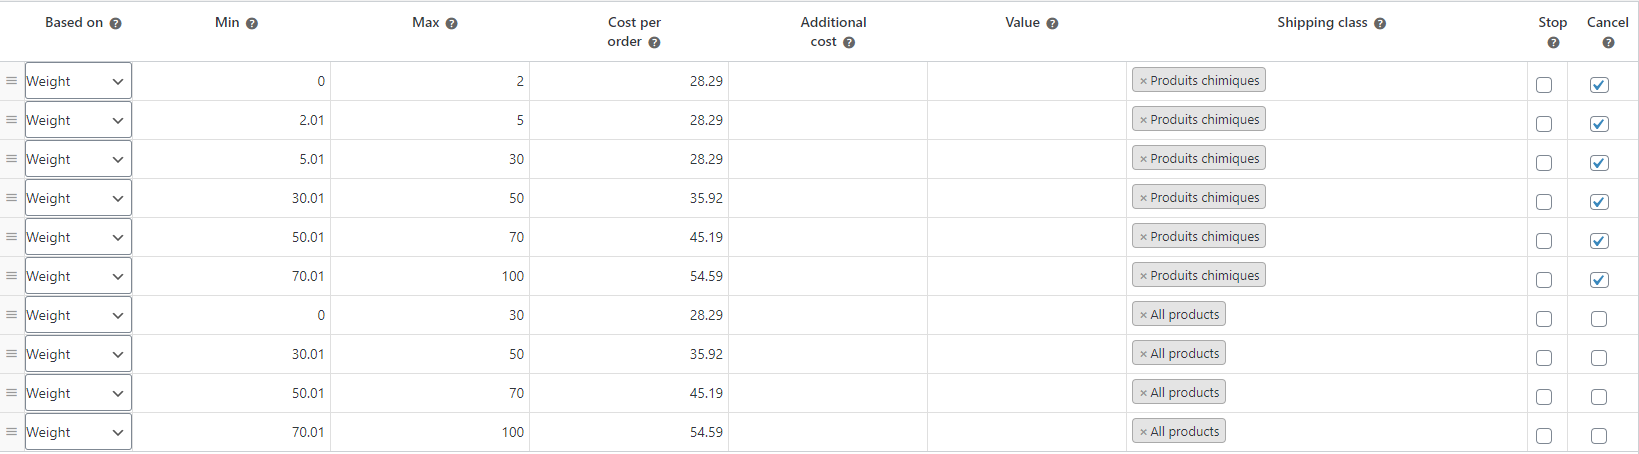 Based on ? Min ? Max ? Cost per order ? Additional cost ? Value ? Shipping class ? Stop ? Cancel ?
Weight 0 2 28.29 × Produits chimiques
Weight 2.01 5 28.29 × Produits chimiques
Weight 5.01 30 28.29 × Produits chimiques
Weight 30.01 50 35.92 × Produits chimiques
Weight 50.01 70 45.19 × Produits chimiques
Weight 70.01 100 54.59 × Produits chimiques
Weight 0 30 28.29 × All products
Weight 30.01 50 35.92 × All products
Weight 50.01 70 45.19 × All products
Weight 70.01 100 54.59 × All products